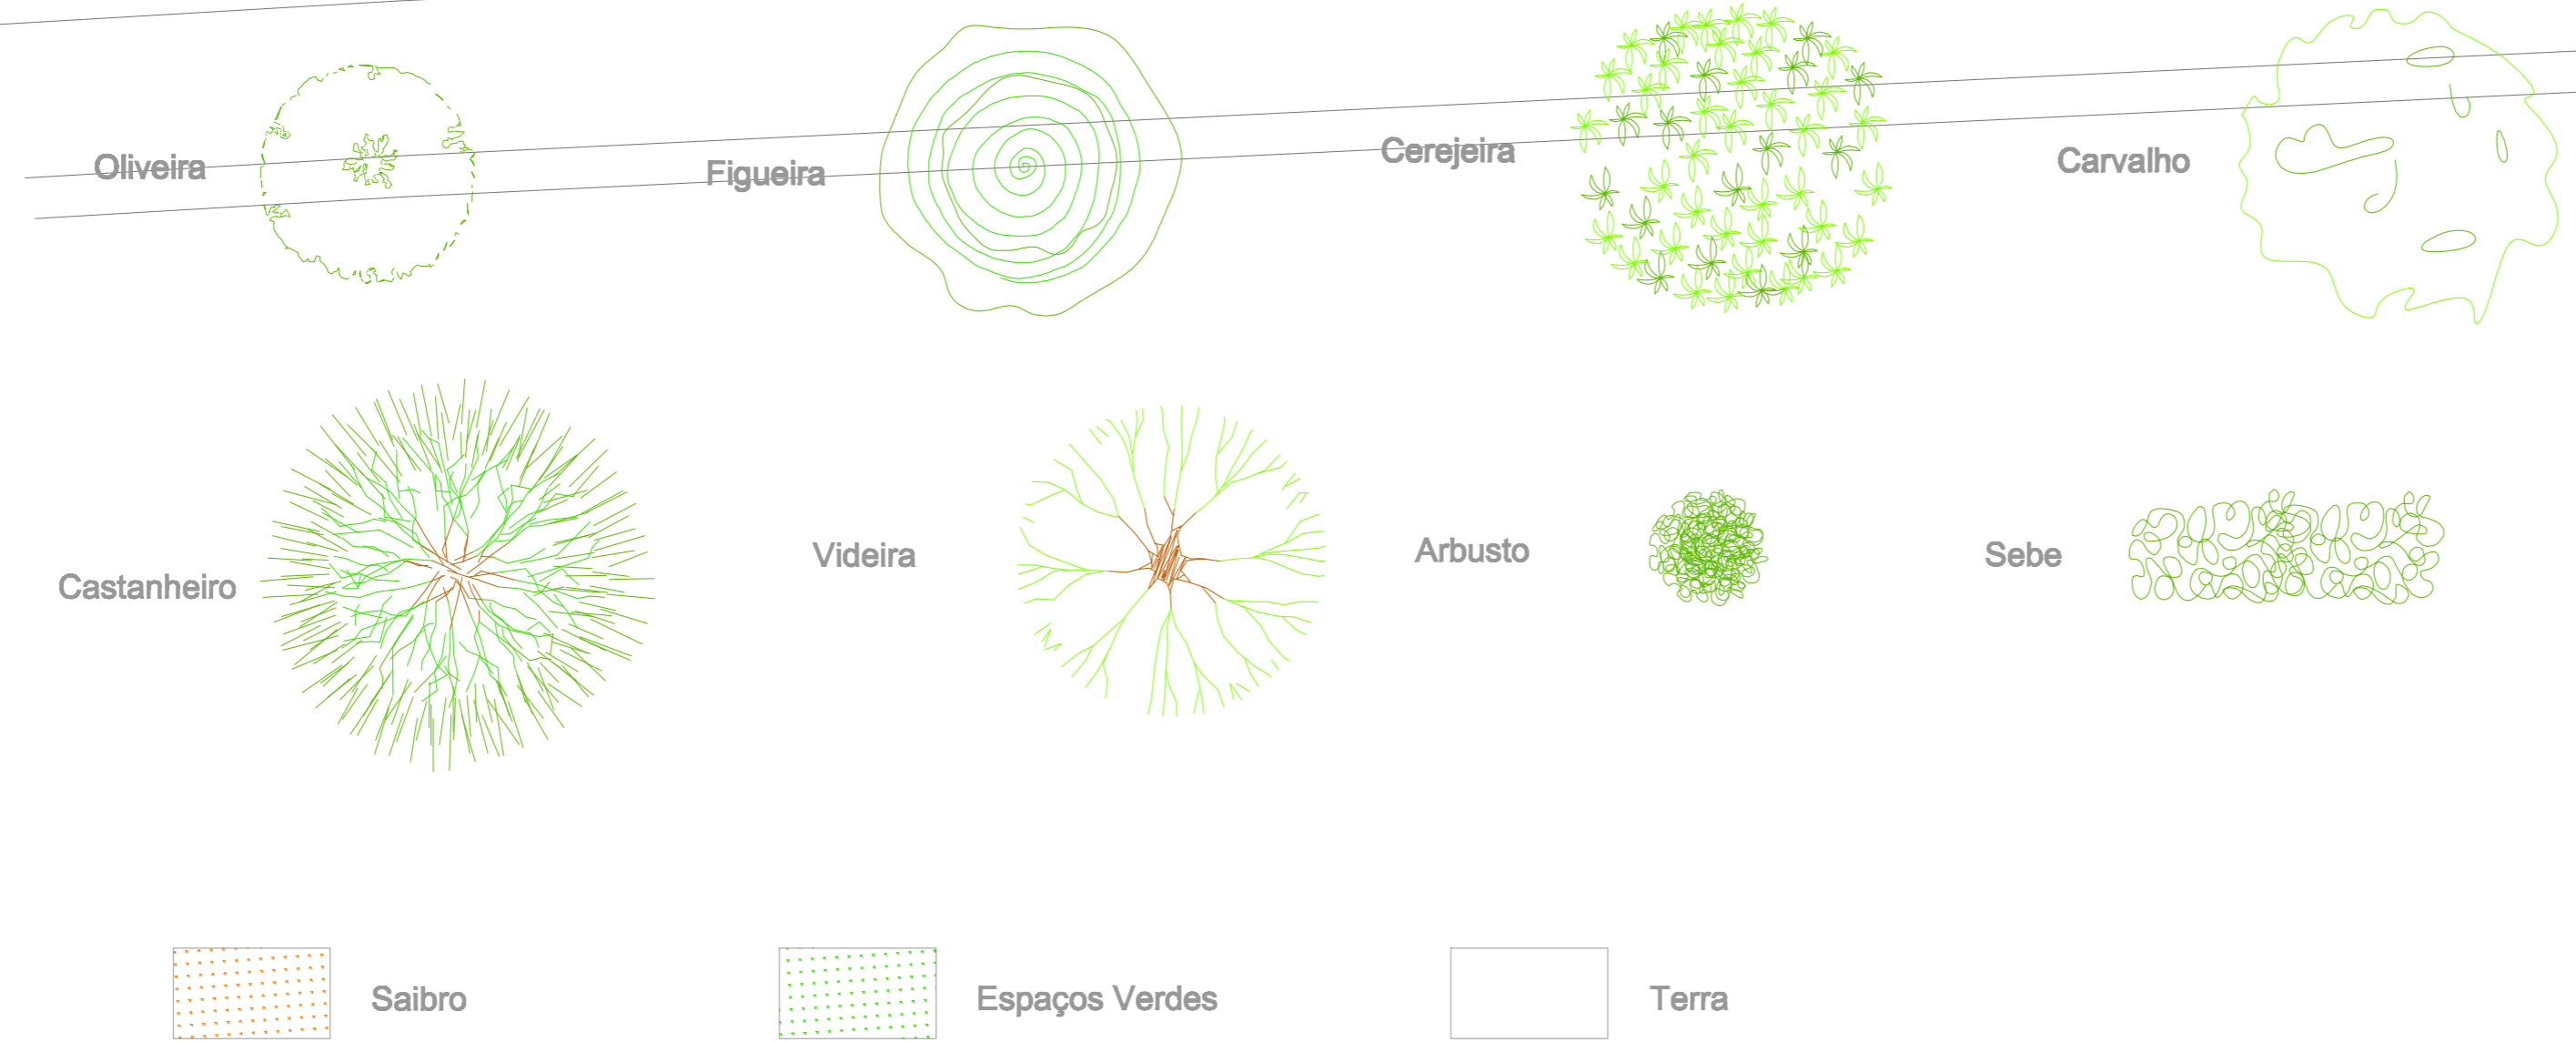 Oliveira
Figueira
Cerejeira
Carvalho
Castanheiro
Videira
Arbusto
Sebe
Saibro
Espaços Verdes
Terra